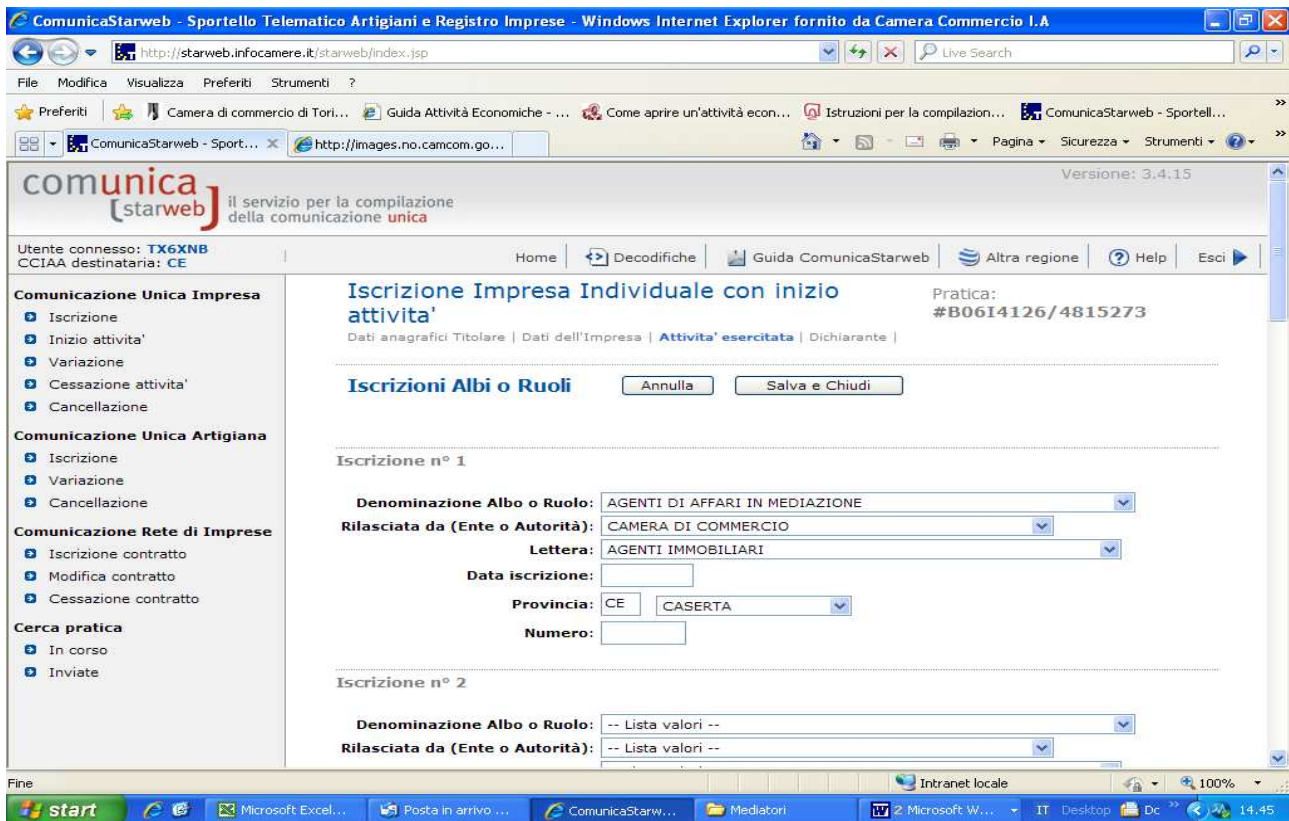 ComunicaStarweb - Sportello Telematico Artigiani e Registro Imprese - Windows Internet Explorer fornito da Camera Commercio I.A
http://starweb.infocamere.it/starweb/index.jsp
Live Search
File Modifica Visualizza Preferiti Strumenti ?
Preferiti Camera di commercio di Tori... Guida Attività Economiche - ... Come aprire un'attività econ... Istruzioni per la compilazion... ComunicaStarweb - Sportell... »
ComunicaStarweb - Sport... X http://images.no.camcom.go... Pagina Sicurezza Strumenti »
comunica
[starweb]
il servizio per la compilazione
della comunicazione unica
Versione: 3.4.15
Utente connesso: TX6XNB
CCIAA destinataria: CE
Home | Decodifiche | Guida ComunicaStarweb | Altra regione | Help | Esci
Comunicazione Unica Impresa
Iscrizione
Inizio attivita'
Variazione
Cessazione attivita'
Cancellazione
Comunicazione Unica Artigiana
Iscrizione
Variazione
Cancellazione
Comunicazione Rete di Imprese
Iscrizione contratto
Modifica contratto
Cessazione contratto
Cerca pratica
In corso
Inviate
Iscrizione Impresa Individuale con inizio
attivita'
Pratica:
#B06I4126/4815273
Dati anagrafici Titolare | Dati dell'Impresa | Attivita' esercitata | Dichiarante |
Iscrizioni Albi o Ruoli Annulla Salva e Chiudi
Iscrizione n° 1
Denominazione Albo o Ruolo: AGENTI DI AFFARI IN MEDIAZIONE
Rilasciata da (Ente o Autorità): CAMERA DI COMMERCIO
Lettera: AGENTI IMMOBILIARI
Data iscrizione:
Provincia: CE CASERTA
Numero:
Iscrizione n° 2
Denominazione Albo o Ruolo: -- Lista valori --
Rilasciata da (Ente o Autorità): -- Lista valori --
Fine Intranet locale 100%
start Microsoft Excel... Posta in arrivo ... ComunicaStarw... Mediatori 2 Microsoft W... IT Desktop Dc » 14.45